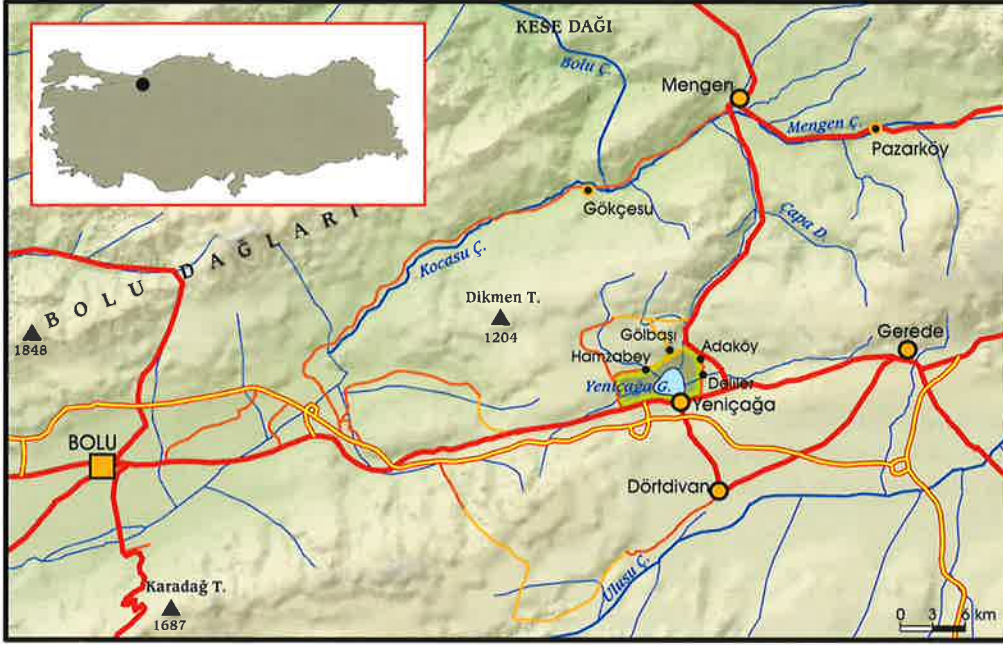 KESE DAĞI
Bolu Ç.
Mengen
Mengen Ç.
Pazarköy
Gökçesu
Çapa D.
BOLU DAĞLARI
Kocasu Ç.
Dikmen T.
1204
1848
Gölbaşı
Adaköy
Gerede
Hamzabey
Yeniçağa G.
Deliler
Yeniçağa
BOLU
Dörtdivan
Ulusu Ç.
Karadağ T.
1687
0 3 6 km